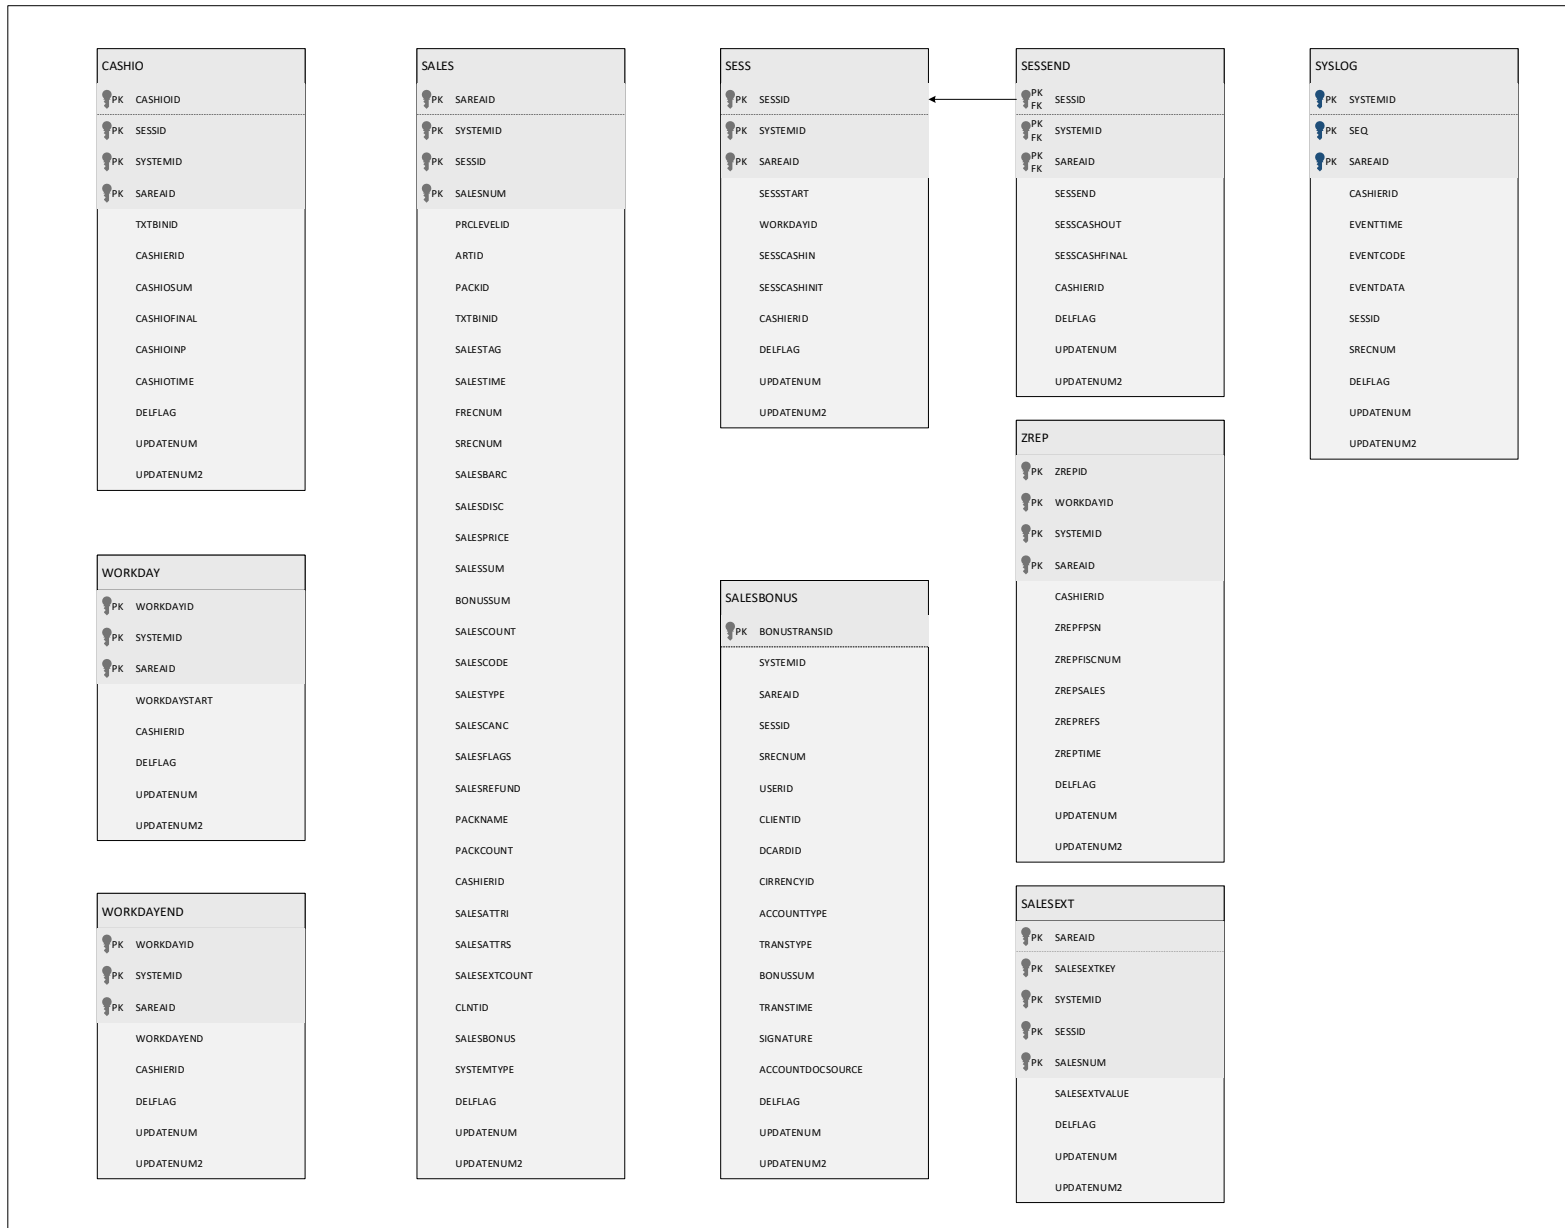 CASHIO
PK CASHIOID
PK SESSID
PK SYSTEMID
PK SAREAID
TXTBINID
CASHIERID
CASHIOSUM
CASHIOFINAL
CASHIOINP
CASHIOTIME
DELFLAG
UPDATENUM
UPDATENUM2
WORKDAY
PK WORKDAYID
PK SYSTEMID
PK SAREAID
WORKDAYSTART
CASHIERID
DELFLAG
UPDATENUM
UPDATENUM2
WORKDAYEND
PK WORKDAYID
PK SYSTEMID
PK SAREAID
WORKDAYEND
CASHIERID
DELFLAG
UPDATENUM
UPDATENUM2
SALES
PK SAREAID
PK SYSTEMID
PK SESSID
PK SALESNUM
PRCLEVELID
ARTID
PACKID
TXTBINID
SALESTAG
SALESTIME
FRECNUM
SRECNUM
SALESBARC
SALESDISC
SALESPRICE
SALESSUM
BONUSSUM
SALESCOUNT
SALESCODE
SALESTYPE
SALESCANC
SALESFLAGS
SALESREFUND
PACKNAME
PACKCOUNT
CASHIERID
SALESATTRI
SALESATTRS
SALESEXTCOUNT
CLNTID
SALESBONUS
SYSTEMTYPE
DELFLAG
UPDATENUM
UPDATENUM2
SESS
PK SESSID
PK SYSTEMID
PK SAREAID
SESSSTART
WORKDAYID
SESSCASHIN
SESSCASHINIT
CASHIERID
DELFLAG
UPDATENUM
UPDATENUM2
SALESBONUS
PK BONUSTRANSID
SYSTEMID
SAREAID
SESSID
SRECNUM
USERID
CLIENTID
DCARDID
CIRRENCYID
ACCOUNTTYPE
TRANSTYPE
BONUSSUM
TRANSTIME
SIGNATURE
ACCOUNTDOCSOURCE
DELFLAG
UPDATENUM
UPDATENUM2
SESSEND
PK
FK SESSID
PK
FK SYSTEMID
PK
FK SAREAID
SESSEND
SESSCASHOUT
SESSCASHFINAL
CASHIERID
DELFLAG
UPDATENUM
UPDATENUM2
ZREP
PK ZREPID
PK WORKDAYID
PK SYSTEMID
PK SAREAID
CASHIERID
ZREPFPSN
ZREPFISCNUM
ZREPSALES
ZREPREFS
ZREPTIME
DELFLAG
UPDATENUM
UPDATENUM2
SALESEXT
PK SAREAID
PK SALESEXTKEY
PK SYSTEMID
PK SESSID
PK SALESNUM
SALESEXTVALUE
DELFLAG
UPDATENUM
UPDATENUM2
SYSLOG
PK SYSTEMID
PK SEQ
PK SAREAID
CASHIERID
EVENTTIME
EVENTCODE
EVENTDATA
SESSID
SRECNUM
DELFLAG
UPDATENUM
UPDATENUM2